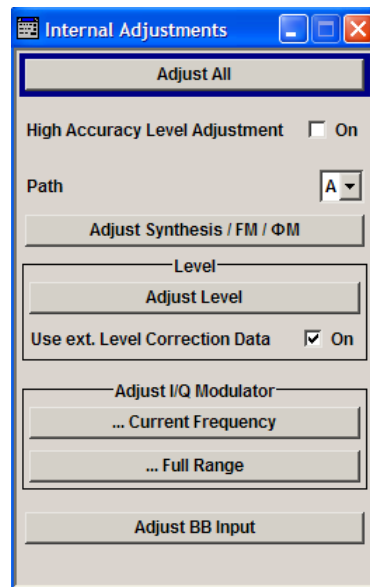 Internal Adjustments
Adjust All
High Accuracy Level Adjustment On
Path A
Adjust Synthesis / FM / ΦM
Level
Adjust Level
Use ext. Level Correction Data On
Adjust I/Q Modulator
... Current Frequency
... Full Range
Adjust BB Input